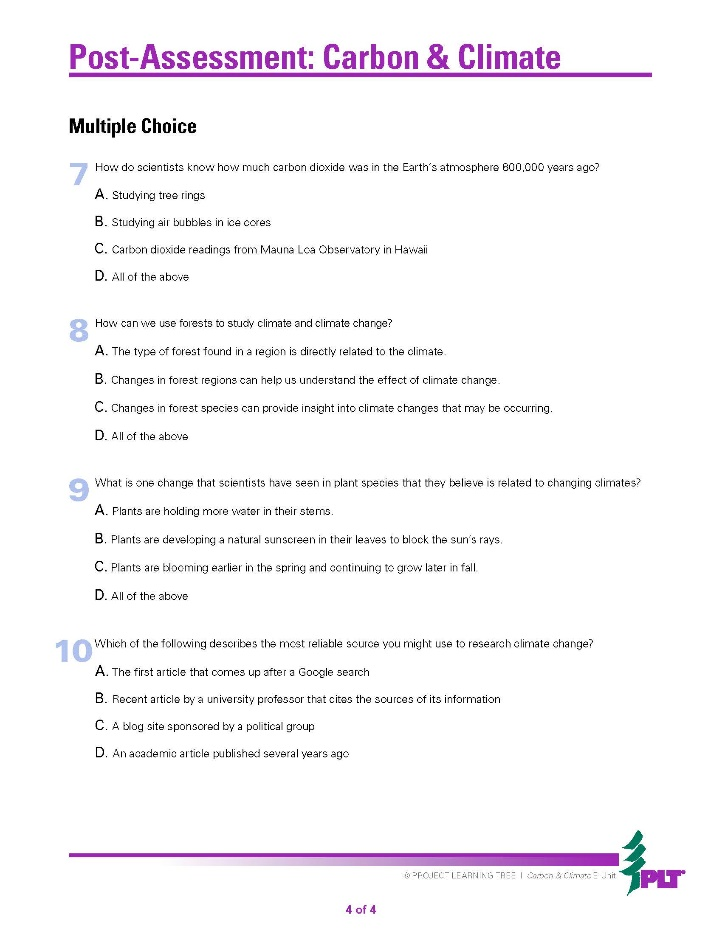 Post-Assessment: Carbon & Climate
Multiple Choice
7 How do scientists know how much carbon dioxide was in the Earth's atmosphere 600,000 years ago?
A. Studying tree rings
B. Studying air bubbles in ice cores
C. Carbon dioxide readings from Mauna Loa Observatory in Hawaii
D. All of the above
8 How can we use forests to study climate and climate change?
A. The type of forest found in a region is directly related to the climate.
B. Changes in forest regions can help us understand the effect of climate change.
C. Changes in forest species can provide insight into climate changes that may be occurring.
D. All of the above
9 What is one change that scientists have seen in plant species that they believe is related to changing climates?
A. Plants are holding more water in their stems.
B. Plants are developing a natural sunscreen in their leaves to block the sun's rays.
C. Plants are blooming earlier in the spring and continuing to grow later in fall.
D. All of the above
10 Which of the following describes the most reliable source you might use to research climate change?
A. The first article that comes up after a Google search
B. Recent article by a university professor that cites the sources of its information
C. A blog site sponsored by a political group
D. An academic article published several years ago
© PROJECT LEARNING TREE | Carbon & Climate E-Unit
PLT®
4 of 4